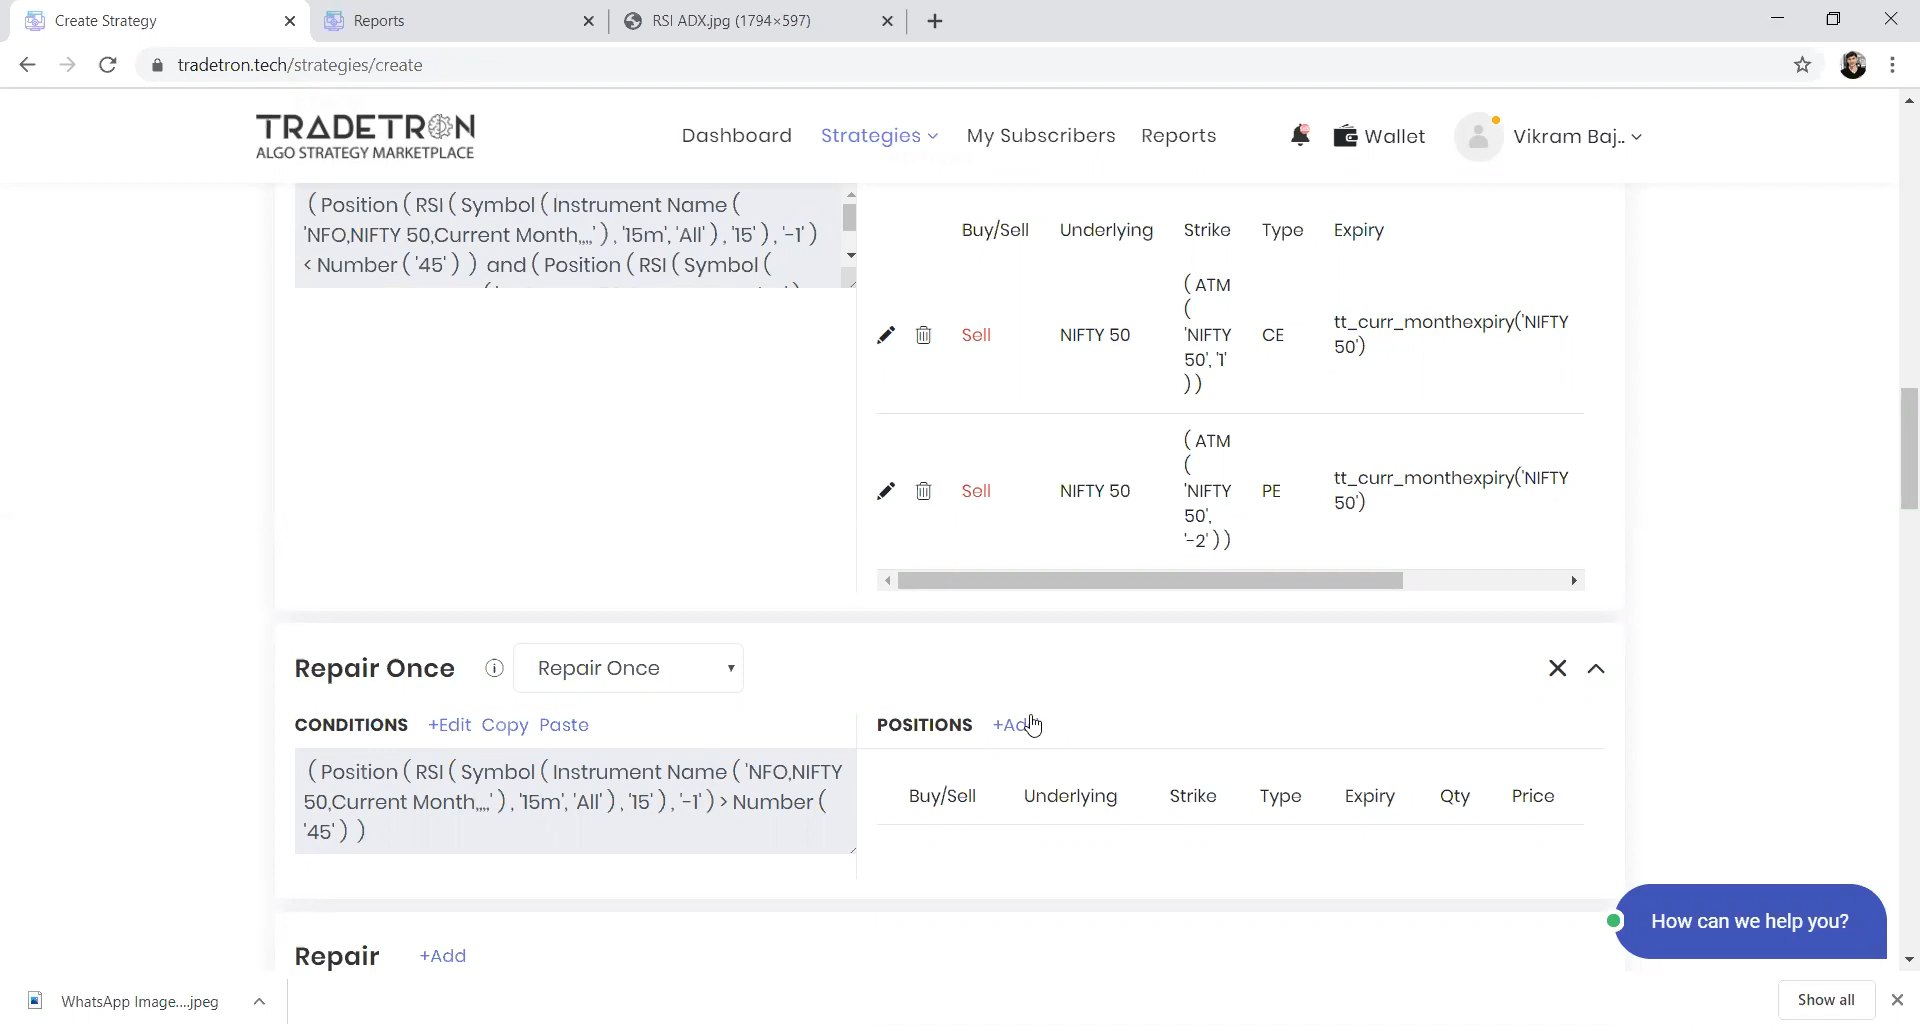 Create Strategy
Reports
RSI ADX.jpg (1794×597)
tradetron.tech/strategies/create
TRADETRON
ALGO STRATEGY MARKETPLACE
Dashboard
Strategies
My Subscribers
Reports
Wallet
Vikram Baj..
( Position ( RSI ( Symbol ( Instrument Name (
'NFO,NIFTY 50,Current Month,,,,' ) , '15m', 'All' ) , '15' ) , '-1' )
< Number ( '45' ) ) and ( Position ( RSI ( Symbol (
Buy/Sell Underlying Strike Type Expiry
Sell NIFTY 50 ( ATM ( 'NIFTY 50', '1' ) ) CE tt_curr_monthexpiry('NIFTY 50')
Sell NIFTY 50 ( ATM ( 'NIFTY 50', '-2' ) ) PE tt_curr_monthexpiry('NIFTY 50')
Repair Once
Repair Once
CONDITIONS +Edit Copy Paste
POSITIONS
( Position ( RSI ( Symbol ( Instrument Name ( 'NFO,NIFTY
50,Current Month,,,,' ) , '15m', 'All' ) , '15' ) , '-1' ) > Number (
'45' ) )
Buy/Sell Underlying Strike Type Expiry Qty Price
How can we help you?
Repair +Add
WhatsApp Image....jpeg
Show all